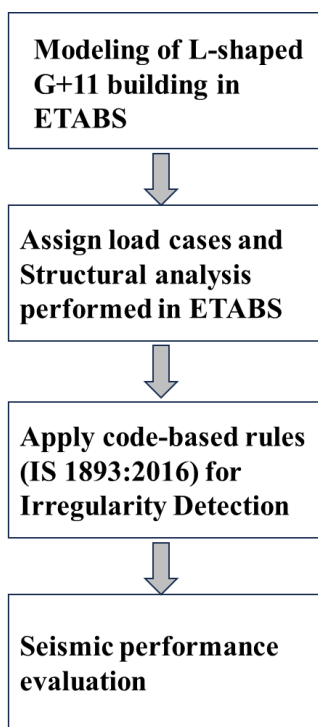 Modeling of L-shaped
G+11 building in
ETABS
Assign load cases and
Structural analysis
performed in ETABS
Apply code-based rules
(IS 1893:2016) for
Irregularity Detection
Seismic performance
evaluation